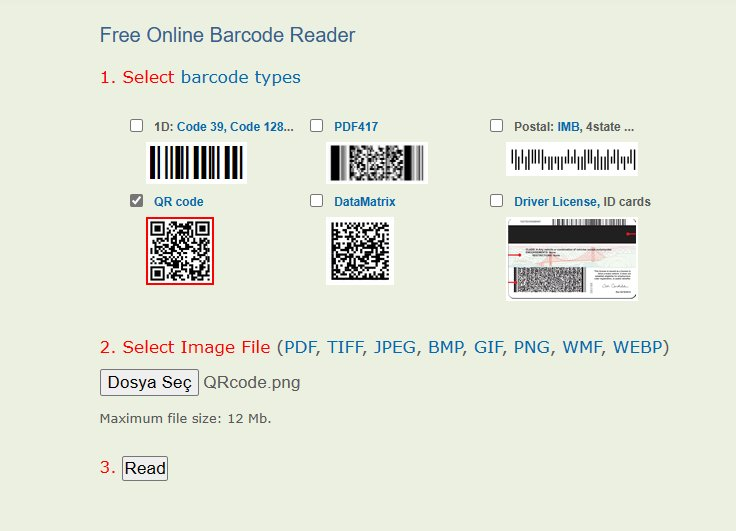 Free Online Barcode Reader
1. Select barcode types
1D: Code 39, Code 128... PDF417 Postal: IMB, 4state ...
QR code DataMatrix Driver License, ID cards
2. Select Image File (PDF, TIFF, JPEG, BMP, GIF, PNG, WMF, WEBP)
Dosya Seç QRcode.png
Maximum file size: 12 Mb.
3. Read